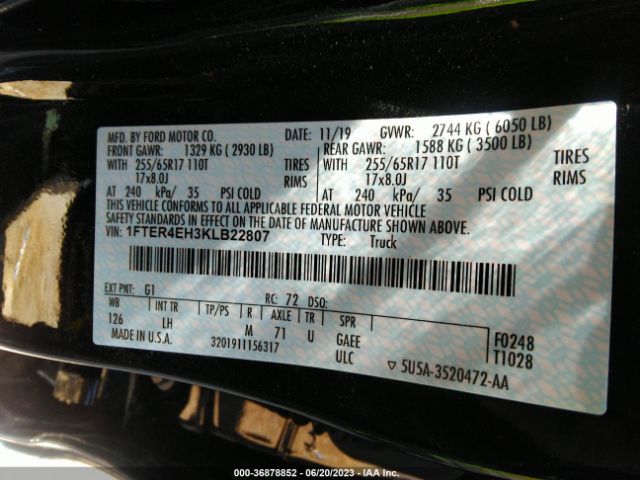 MFD. BY FORD MOTOR CO. DATE: 11/19 GVWR: 2744 KG ( 6050 LB)
FRONT GAWR: 1329 KG ( 2930 LB) REAR GAWR: 1588 KG ( 3500 LB)
WITH 255/65R17 110T TIRES WITH 255/65R17 110T TIRES
17x8.0J RIMS 17x8.0J RIMS
AT 240 kPa/ 35 PSI COLD AT 240 kPa/ 35 PSI COLD
THIS VEHICLE CONFORMS TO ALL APPLICABLE FEDERAL MOTOR VEHICLE
SAFETY STANDARDS IN EFFECT ON THE DATE OF MANUFACTURE SHOWN ABOVE.
VIN: 1FTER4EH3KLB22807 TYPE: Truck
EXT PNT: G1 RC: 72 DSO:
WB INT TR TP/PS R AXLE TR SPR
126 LH M 71 U GAEE F0248
MADE IN U.S.A. 3201911156317 ULC T1028
▽ 5U5A-3520472-AA
000-36878852 - 06/20/2023 - IAA Inc.